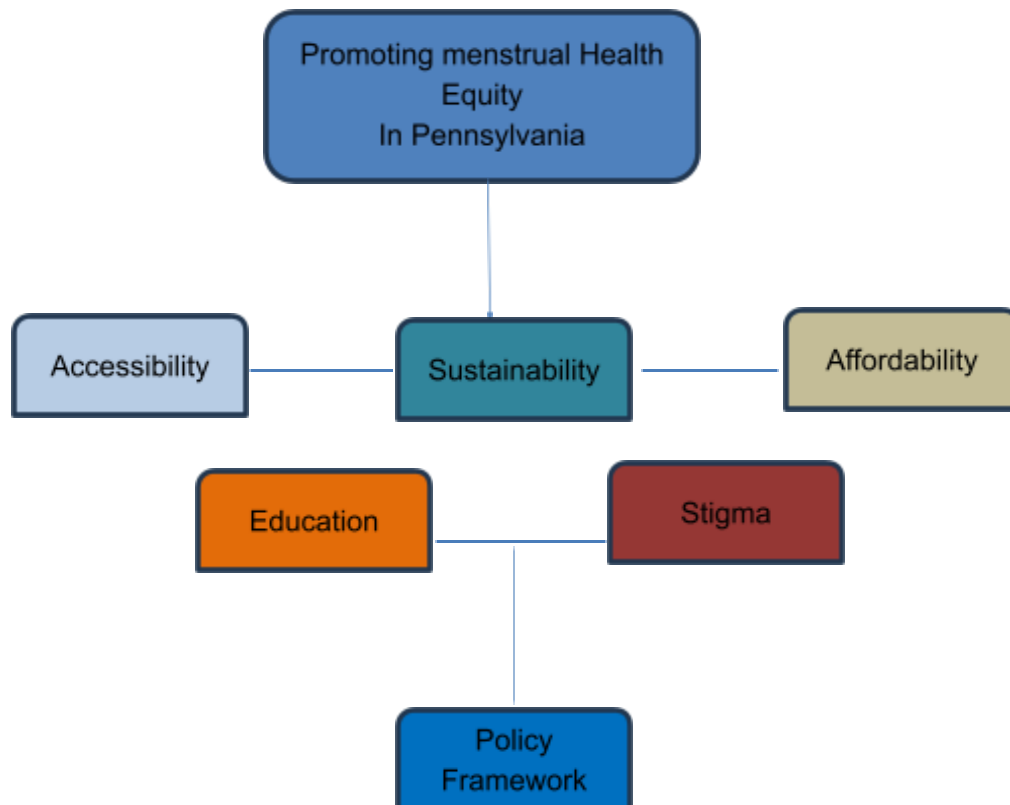 Promoting menstrual Health
Equity
In Pennsylvania
Accessibility
Sustainability
Affordability
Education
Stigma
Policy
Framework